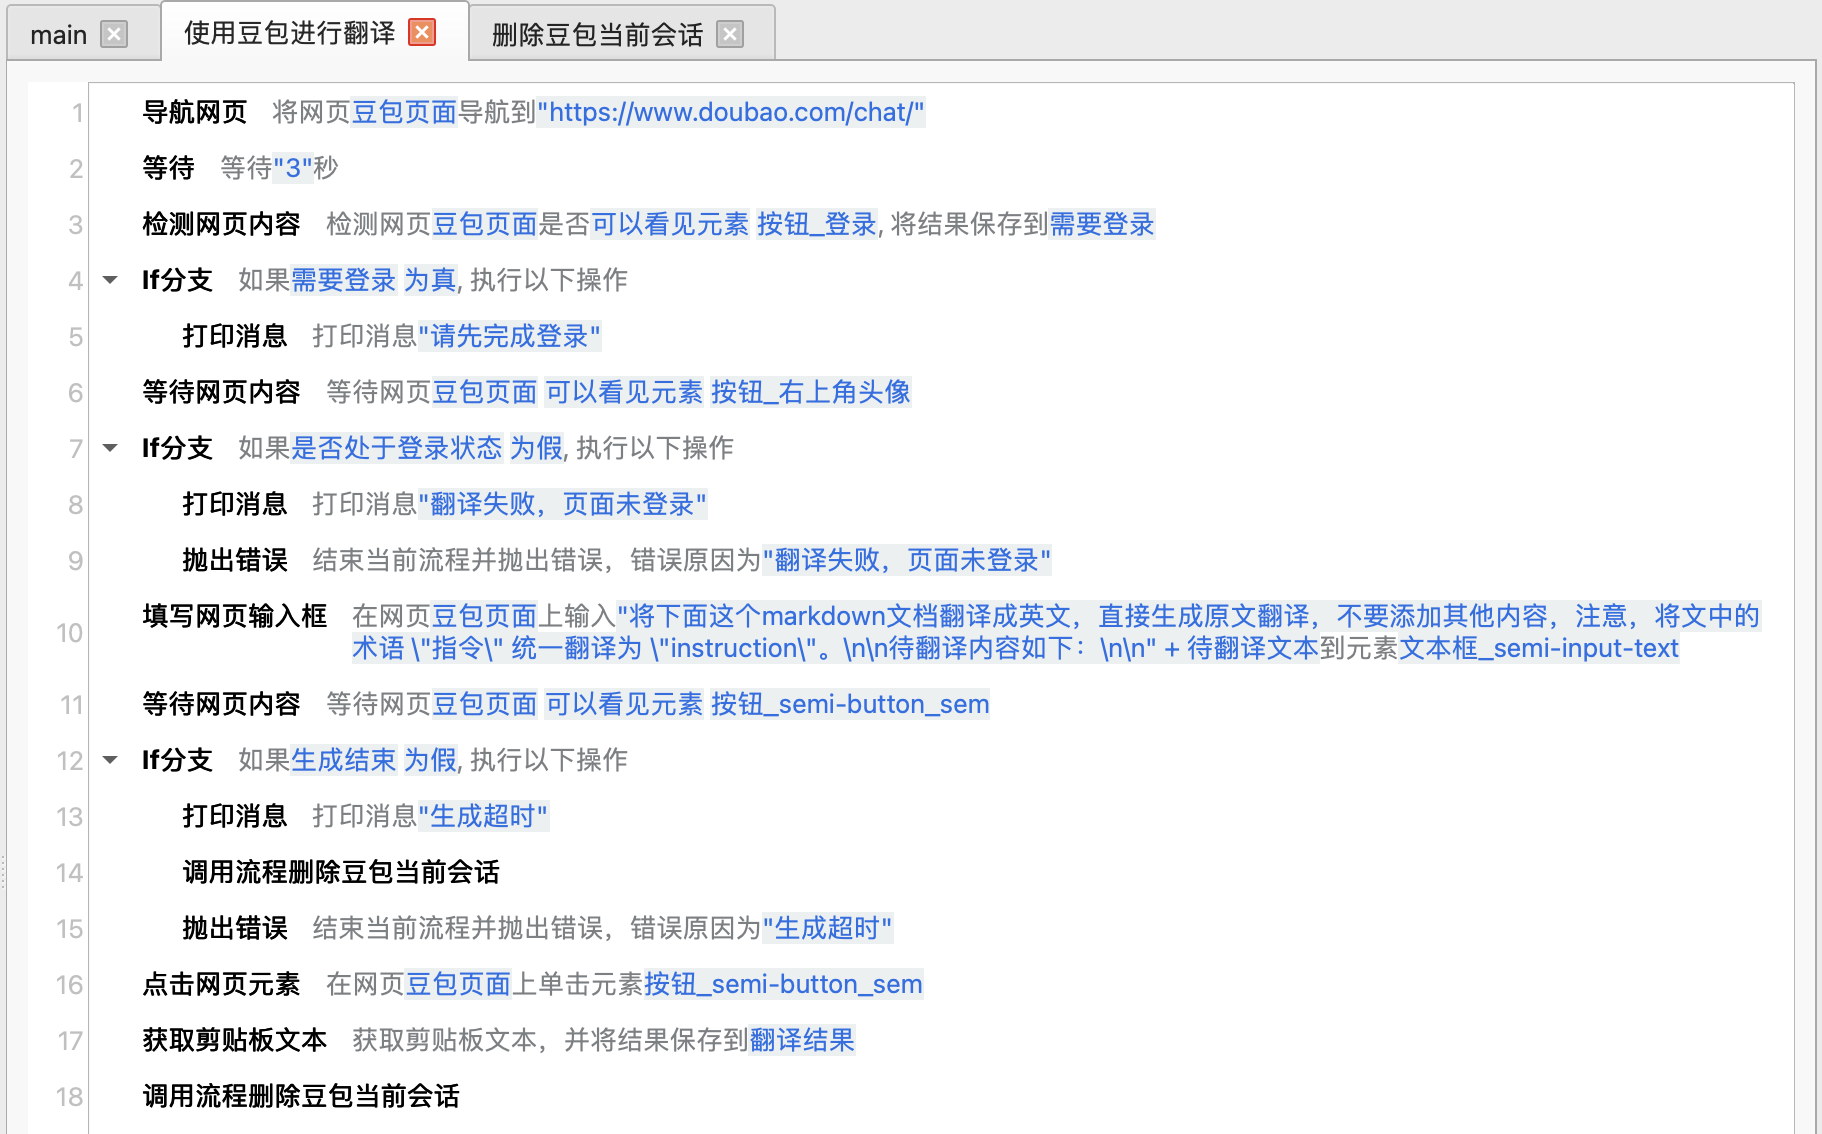 main
使用豆包进行翻译
删除豆包当前会话
1 导航网页 将网页豆包页面导航到"https://www.doubao.com/chat/"
2 等待 等待"3"秒
3 检测网页内容 检测网页豆包页面是否可以看见元素 按钮_登录, 将结果保存到需要登录
4 If分支 如果需要登录 为真, 执行以下操作
5 打印消息 打印消息"请先完成登录"
6 等待网页内容 等待网页豆包页面 可以看见元素 按钮_右上角头像
7 If分支 如果是否处于登录状态 为假, 执行以下操作
8 打印消息 打印消息"翻译失败，页面未登录"
9 抛出错误 结束当前流程并抛出错误，错误原因为"翻译失败，页面未登录"
10 填写网页输入框 在网页豆包页面上输入"将下面这个markdown文档翻译成英文，直接生成原文翻译，不要添加其他内容，注意，将文中的
术语 \"指令\" 统一翻译为 \"instruction\"。\n\n待翻译内容如下：\n\n" + 待翻译文本到元素文本框_semi-input-text
11 等待网页内容 等待网页豆包页面 可以看见元素 按钮_semi-button_sem
12 If分支 如果生成结束 为假, 执行以下操作
13 打印消息 打印消息"生成超时"
14 调用流程删除豆包当前会话
15 抛出错误 结束当前流程并抛出错误，错误原因为"生成超时"
16 点击网页元素 在网页豆包页面上单击元素按钮_semi-button_sem
17 获取剪贴板文本 获取剪贴板文本，并将结果保存到翻译结果
18 调用流程删除豆包当前会话